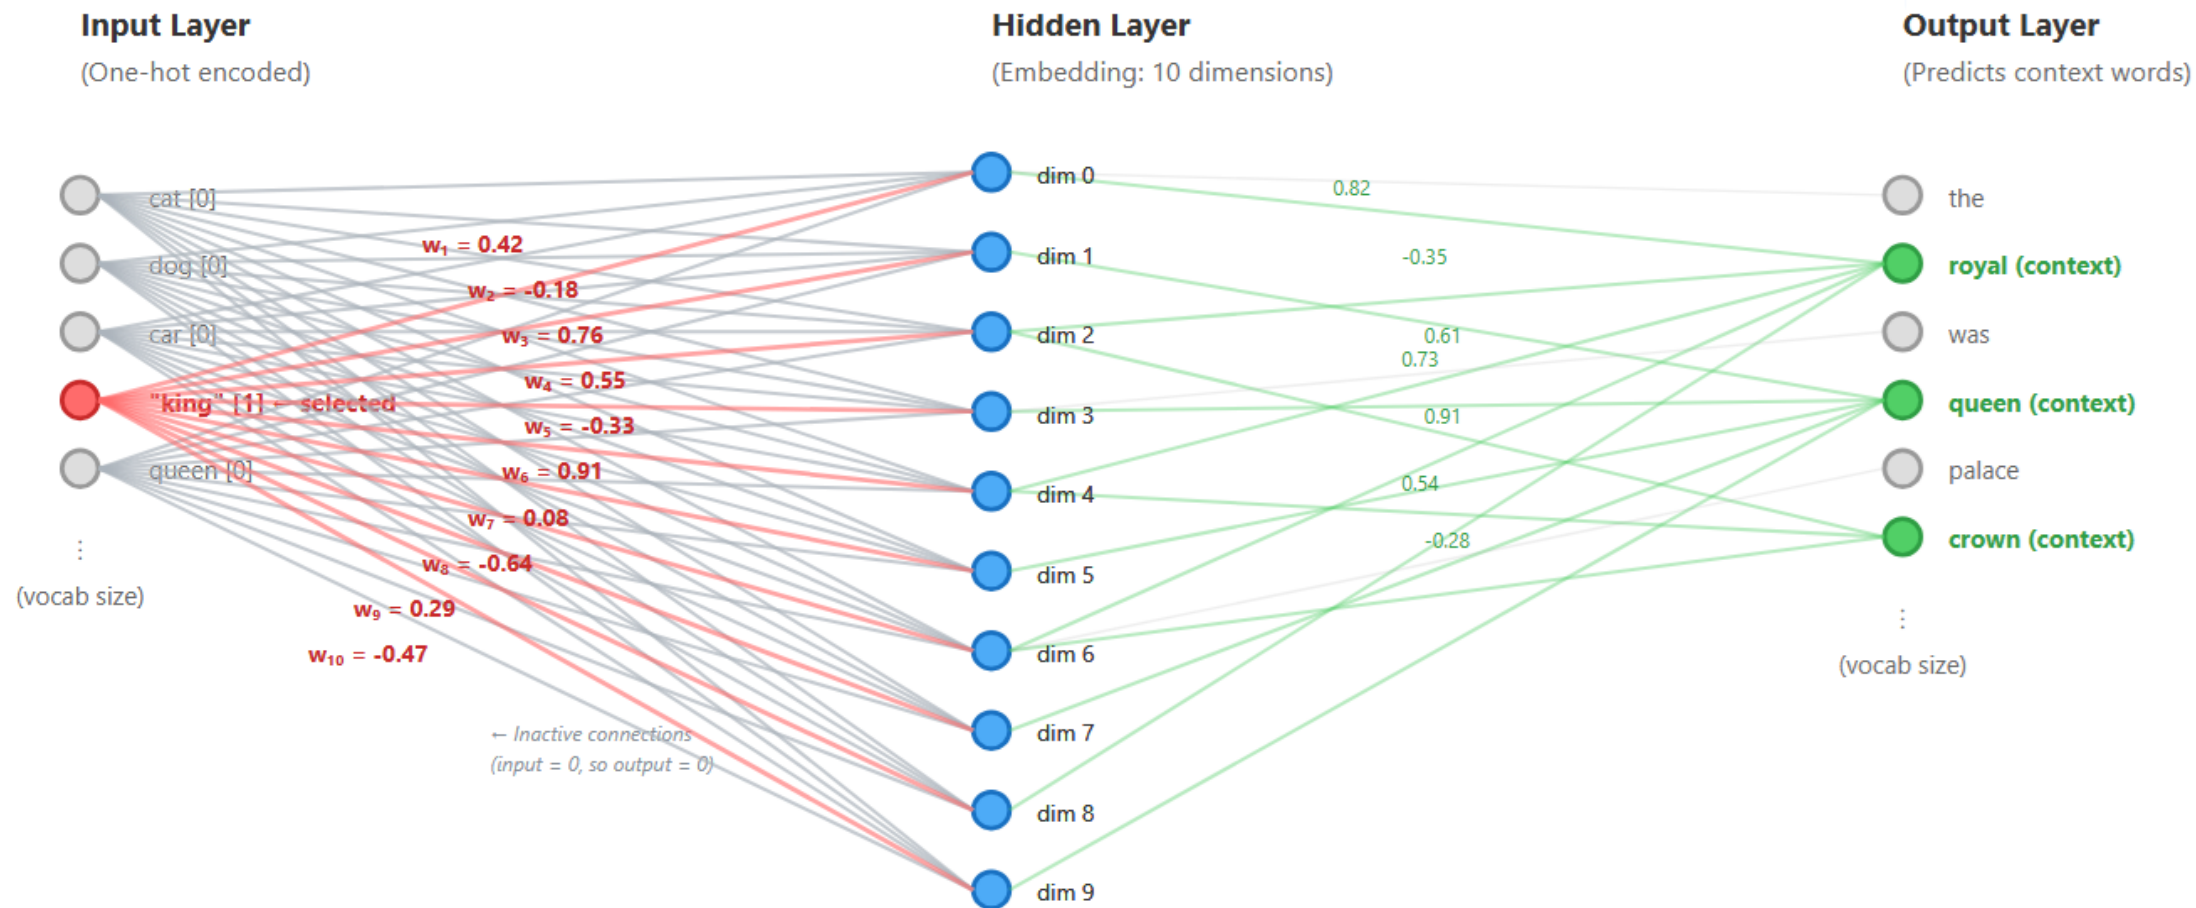 Input Layer
(One-hot encoded)
Hidden Layer
(Embedding: 10 dimensions)
Output Layer
(Predicts context words)
cat [0]
dog [0]
car [0]
"king" [1] ← selected
queen [0]
⋮
(vocab size)
w₁ = 0.42
w₂ = -0.18
w₃ = 0.76
w₄ = 0.55
w₅ = -0.33
w₆ = 0.91
w₇ = 0.08
w₈ = -0.64
w₉ = 0.29
w₁₀ = -0.47
← Inactive connections
(input = 0, so output = 0)
dim 0
dim 1
dim 2
dim 3
dim 4
dim 5
dim 6
dim 7
dim 8
dim 9
0.82
-0.35
0.61
0.73
0.91
0.54
-0.28
the
royal (context)
was
queen (context)
palace
crown (context)
⋮
(vocab size)